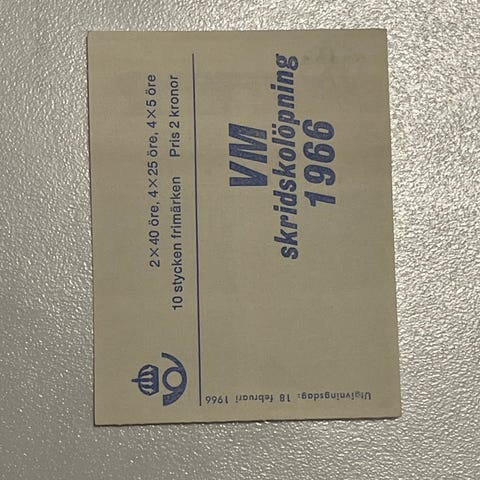 2 × 40 öre, 4 × 25 öre, 4 × 5 öre
10 stycken frimärken Pris 2 kronor
VM
skridskolöpning
1966
Utgivningsdag: 18 februari 1966